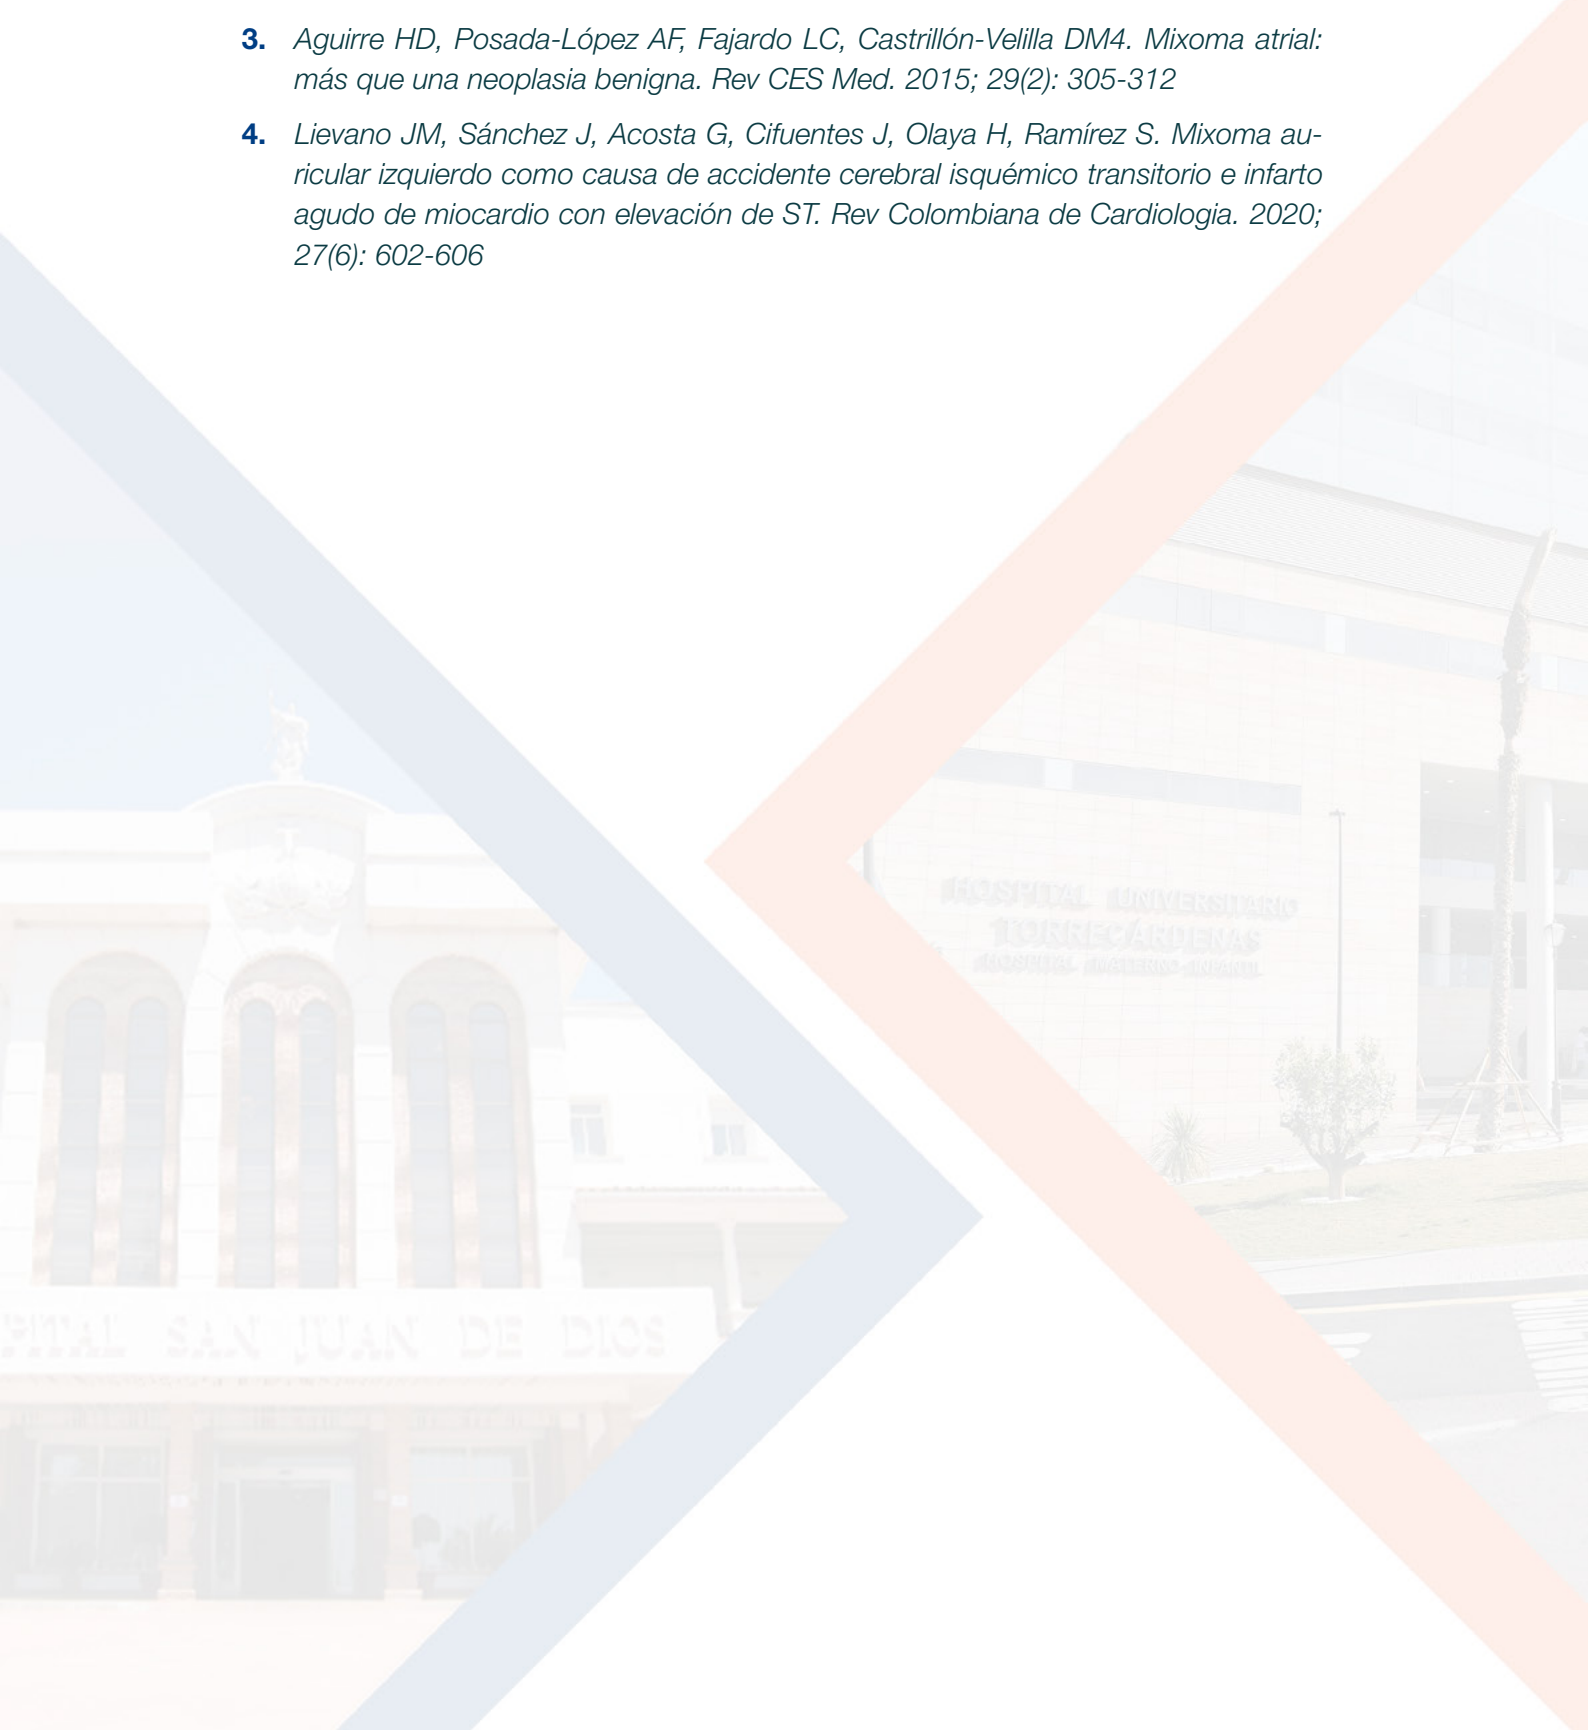 3. Aguirre HD, Posada-López AF, Fajardo LC, Castrillón-Velilla DM4. Mixoma atrial:
más que una neoplasia benigna. Rev CES Med. 2015; 29(2): 305-312
4. Lievano JM, Sánchez J, Acosta G, Cifuentes J, Olaya H, Ramírez S. Mixoma au-
ricular izquierdo como causa de accidente cerebral isquémico transitorio e infarto
agudo de miocardio con elevación de ST. Rev Colombiana de Cardiologia. 2020;
27(6): 602-606
HOSPITAL UNIVERSITARIO
TORRECÁRDENAS
HOSPITAL MATERNO INFANTIL
PITAL SAN JUAN DE DIOS